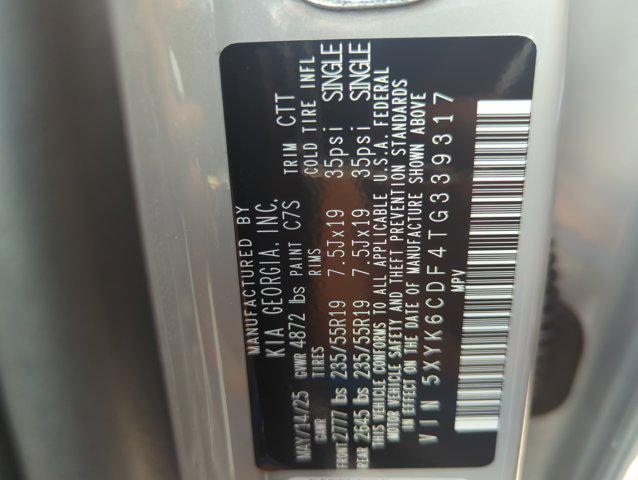 MANUFACTURED BY
KIA GEORGIA, INC.
MAY/14/25 GVWR 4872 lbs PAINT C7S TRIM CTT
GAWR TIRES RIMS COLD TIRE INFL
FRONT 2777 lbs 235/55R19 7.5Jx19 35psi SINGLE
REAR 2645 lbs 235/55R19 7.5Jx19 35psi SINGLE
THIS VEHICLE CONFORMS TO ALL APPLICABLE U.S.A. FEDERAL
MOTOR VEHICLE SAFETY AND THEFT PREVENTION STANDARDS
IN EFFECT ON THE DATE OF MANUFACTURE SHOWN ABOVE
VIN 5XYK6CDF4TG339317
MPV